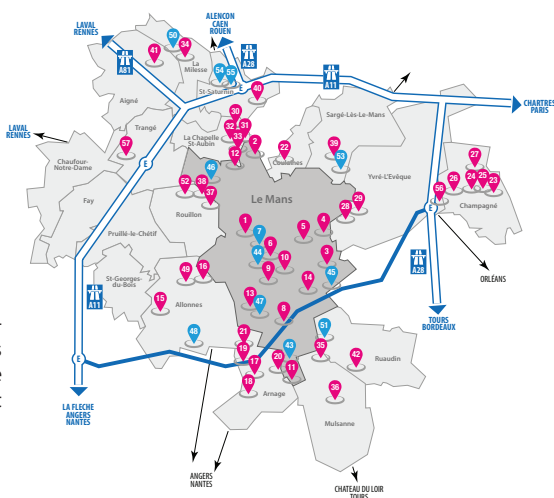 LAVAL
RENNES
ALENCON
CAEN
ROUEN
50
34
41
A81
A28
La
Milesse
54
55
St-Saturnin
E
40
A11
CHARTRES
PARIS
Aigné
30
32
31
33
Sargé-Lès-Le-Mans
LAVAL
RENNES
Trangé
57
La Chapelle
St-Aubin
12
2
22
Coulaines
39
53
27
Chaufour-
Notre-Dame
E
46
Yvré-L'Evêque
26
24
25
23
56
Fay
52
38
37
Le Mans
28
29
E
Champagné
Rouillon
1
7
5
4
Pruillé-le-Chétif
6
44
10
3
A28
49
16
9
14
45
ORLÉANS
St-Georges-
du-Bois
A11
15
Allonnes
13
47
8
TOURS
BORDEAUX
48
21
51
19
43
35
42
Ruaudin
E
17
20
11
18
Arnage
36
LA FLECHE
ANGERS
NANTES
Mulsanne
ANGERS
NANTES
CHATEAU DU LOIR
TOURS